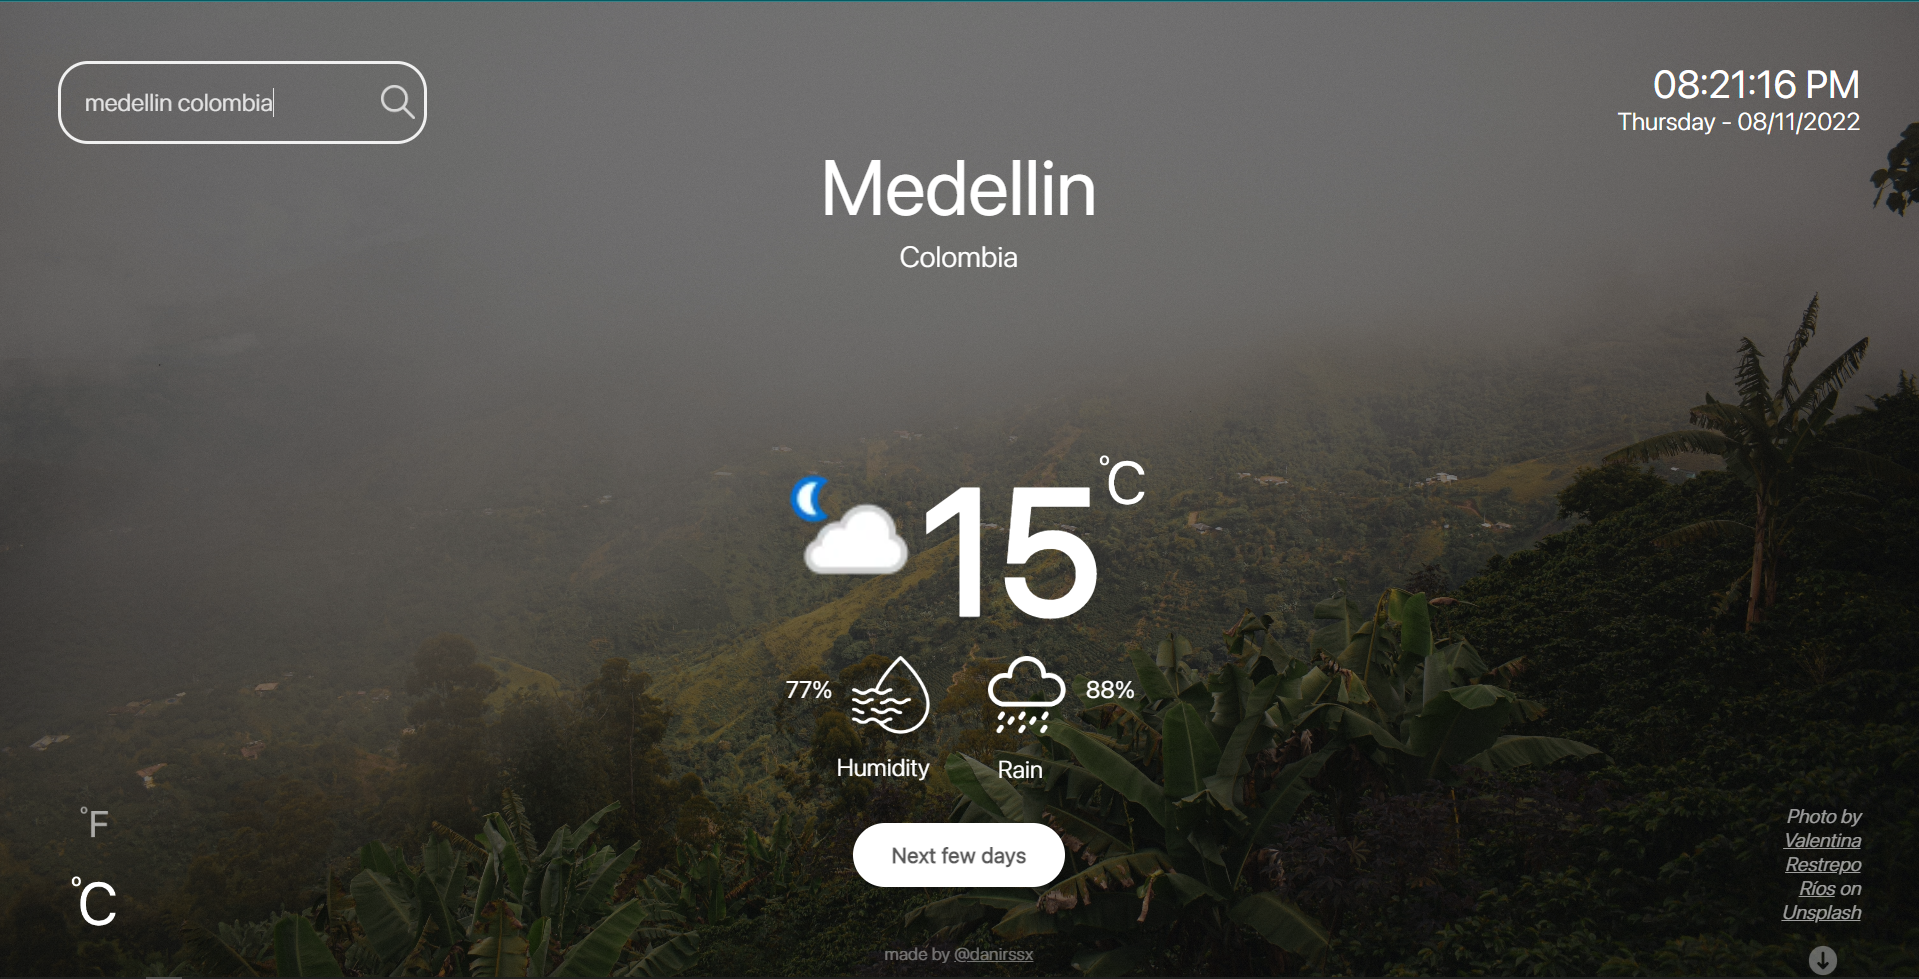 medellin colombia
08:21:16 PM
Thursday - 08/11/2022
Medellin
Colombia
15
°C
77%
88%
Humidity
Rain
°F
°C
Next few days
Photo by
Valentina
Restrepo
Ríos on
Unsplash
made by @danirssx